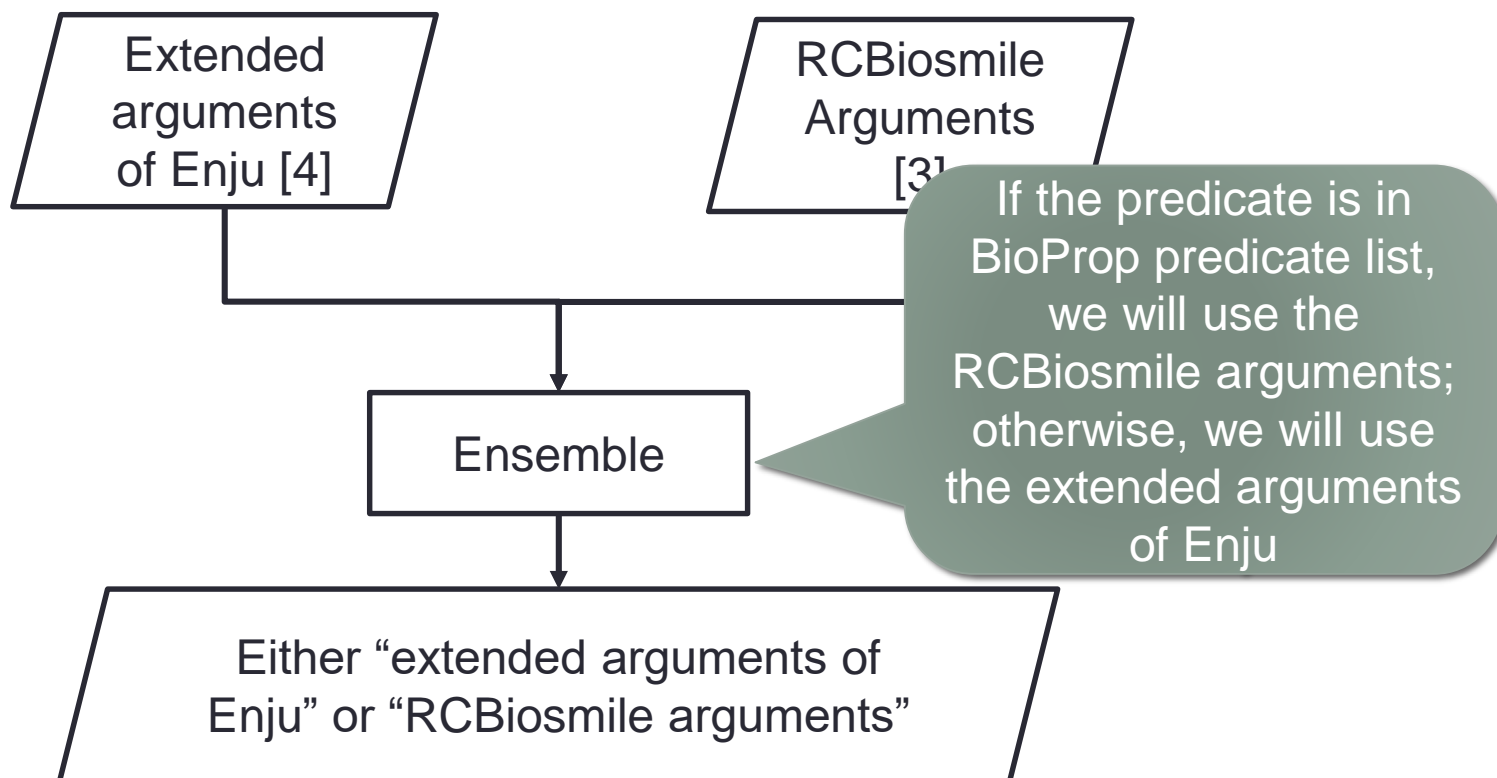 Extended
arguments
of Enju [4]
RCBiosmile
Arguments
[3]
If the predicate is in
BioProp predicate list,
we will use the
RCBiosmile arguments;
otherwise, we will use
the extended arguments
of Enju
Ensemble
Either “extended arguments of
Enju” or “RCBiosmile arguments”